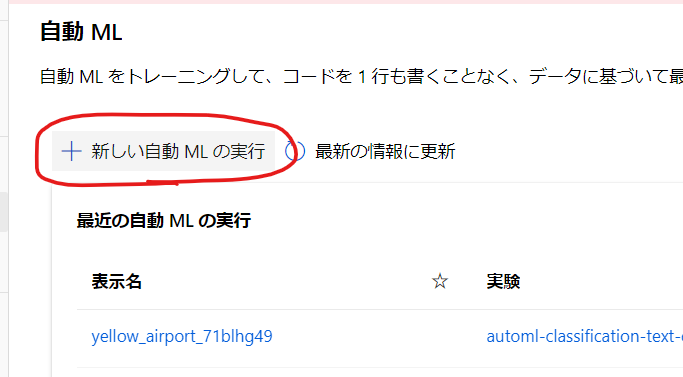 自動 ML
自動 ML をトレーニングして、コードを 1 行も書くことなく、データに基づいて最
新しい自動 ML の実行 最新の情報に更新
最近の自動 ML の実行
表示名 ☆ 実験
yellow_airport_71blhg49 automl-classification-text-